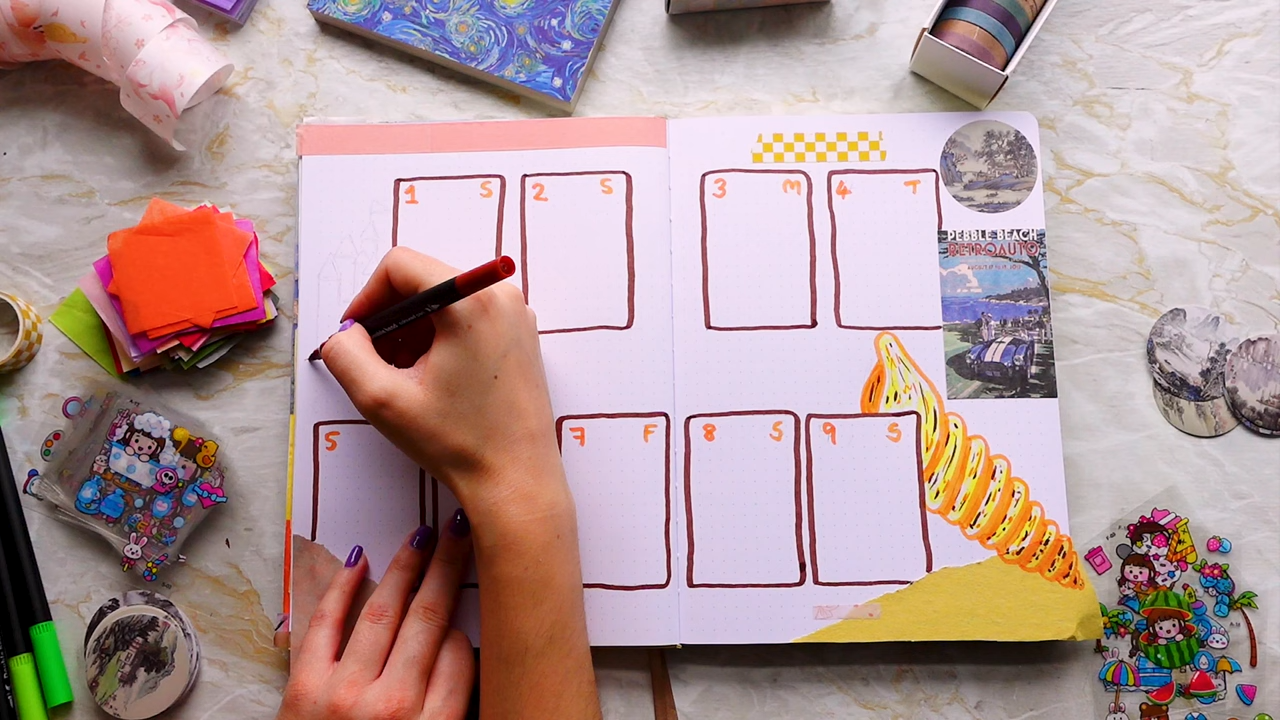 1 S
2 S
3 M
4 T
PEBBLE BEACH
RETROAUTO
5
7 F
8 S
9 S